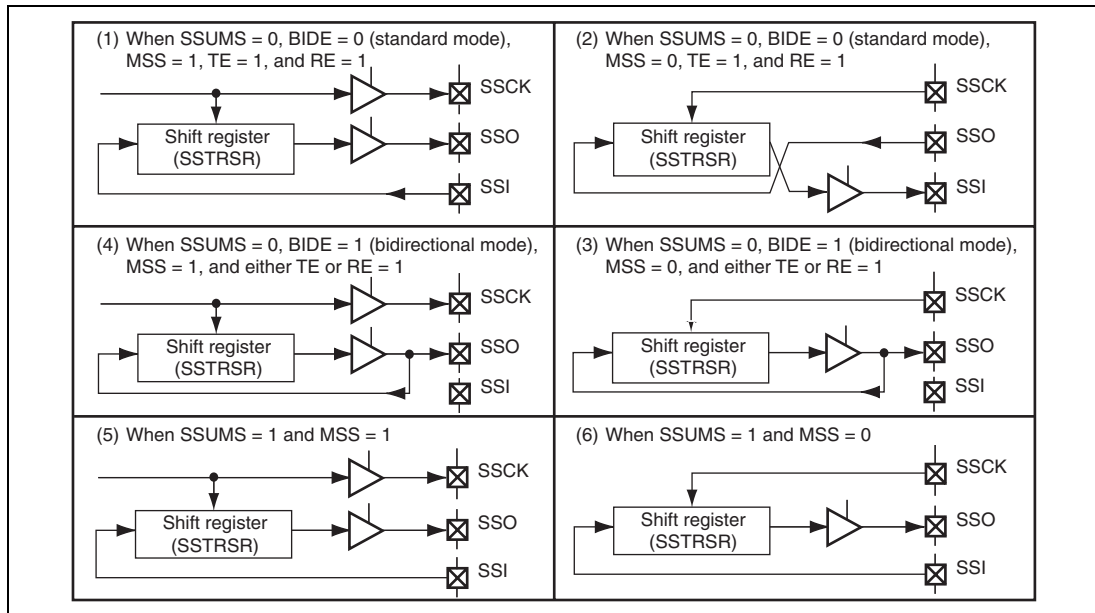 (1) When SSUMS = 0, BIDE = 0 (standard mode),
MSS = 1, TE = 1, and RE = 1
SSCK
Shift register
(SSTRSR)
SSO
SSI
(2) When SSUMS = 0, BIDE = 0 (standard mode),
MSS = 0, TE = 1, and RE = 1
SSCK
Shift register
(SSTRSR)
SSO
SSI
(4) When SSUMS = 0, BIDE = 1 (bidirectional mode),
MSS = 1, and either TE or RE = 1
SSCK
Shift register
(SSTRSR)
SSO
SSI
(3) When SSUMS = 0, BIDE = 1 (bidirectional mode),
MSS = 0, and either TE or RE = 1
SSCK
Shift register
(SSTRSR)
SSO
SSI
(5) When SSUMS = 1 and MSS = 1
SSCK
Shift register
(SSTRSR)
SSO
SSI
(6) When SSUMS = 1 and MSS = 0
SSCK
Shift register
(SSTRSR)
SSO
SSI